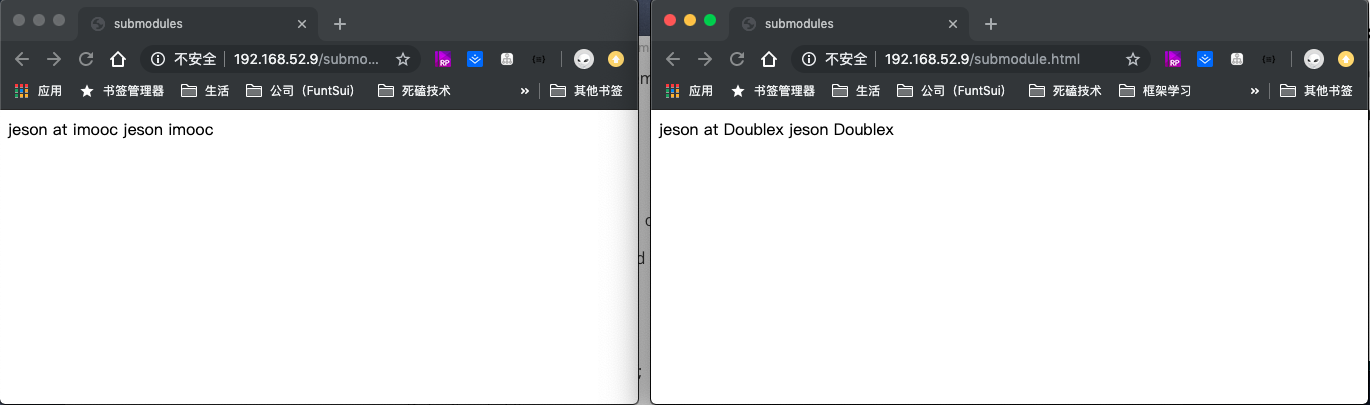 submodules
不安全 192.168.52.9/submo...
应用 书签管理器 生活 公司（FuntSui） 死磕技术 » 其他书签
jeson at imooc jeson imooc
submodules
不安全 192.168.52.9/submodule.html
应用 书签管理器 生活 公司（FuntSui） 死磕技术 框架学习 » 其他书签
jeson at Doublex jeson Doublex